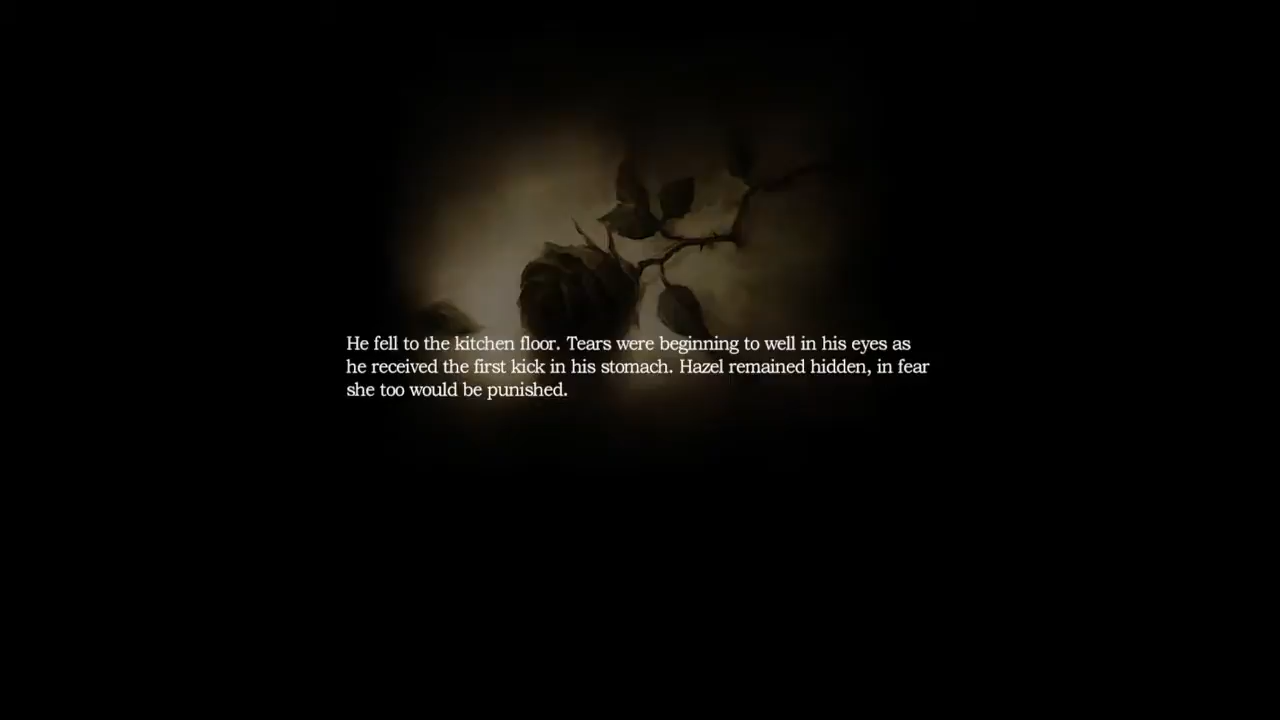 He fell to the kitchen floor. Tears were beginning to well in his eyes as
he received the first kick in his stomach. Hazel remained hidden, in fear
she too would be punished.